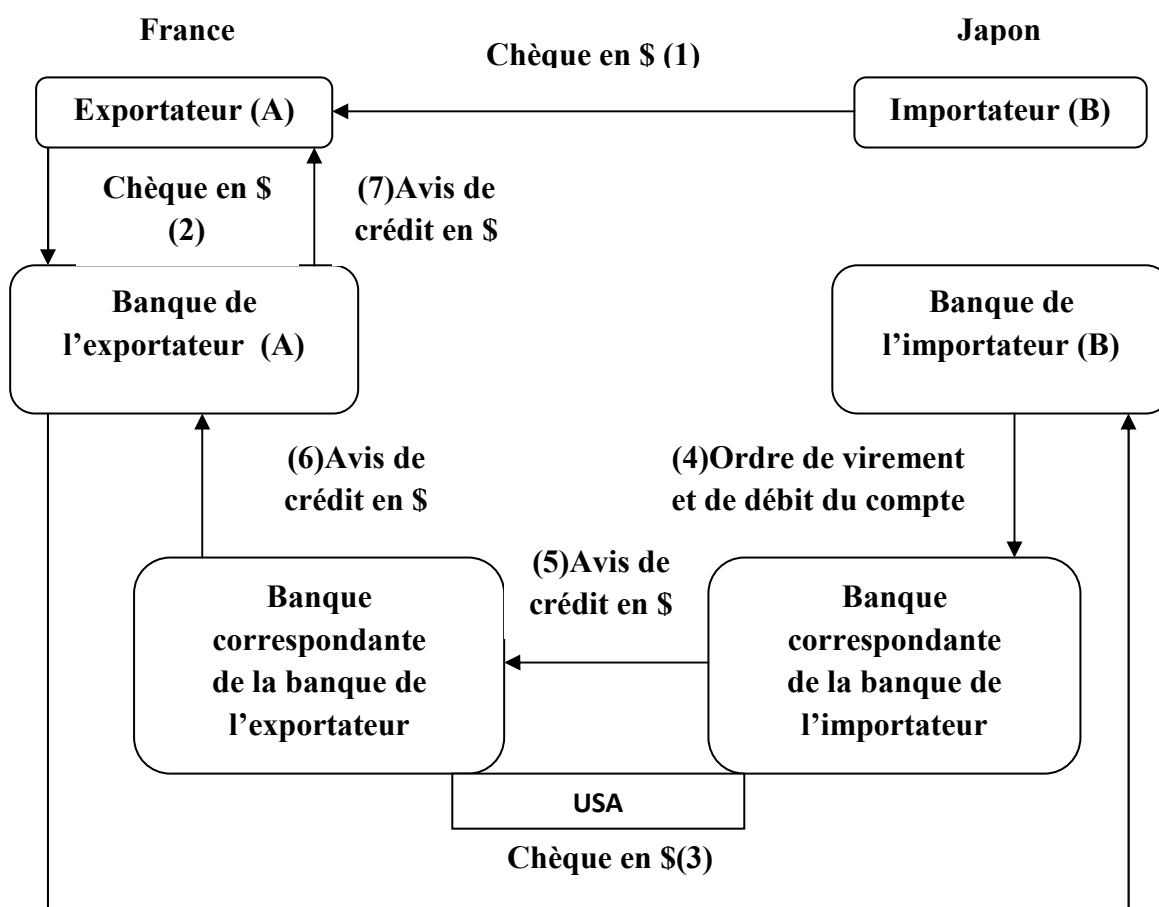 France
Japon
Chèque en $ (1)
Exportateur (A)
Importateur (B)
Chèque en $
(2)
(7)Avis de
crédit en $
Banque de
l’exportateur (A)
Banque de
l’importateur (B)
(6)Avis de
crédit en $
(4)Ordre de virement
et de débit du compte
(5)Avis de
crédit en $
Banque
correspondante
de la banque de
l’exportateur
Banque
correspondante
de la banque de
l’importateur
USA
Chèque en $(3)